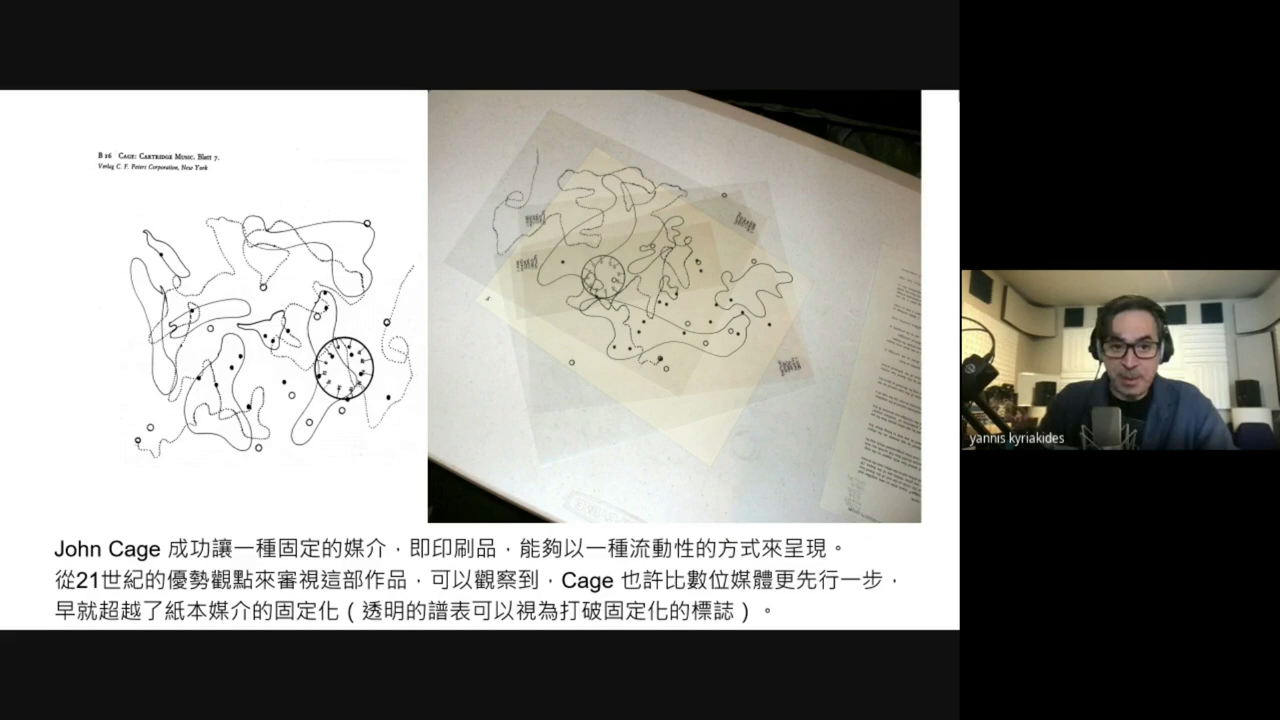 B 26 CAGE: CARTRIDGE MUSIC. Blatt 7.
Verlag C. F. Peters Corporation, New York
John Cage 成功讓一種固定的媒介，即印刷品，能夠以一種流動性的方式來呈現。
從21世紀的優勢觀點來審視這部作品，可以觀察到，Cage 也許比數位媒體更先行一步，
早就超越了紙本媒介的固定化（透明的譜表可以視為打破固定化的標誌）。
yannis kyriakides